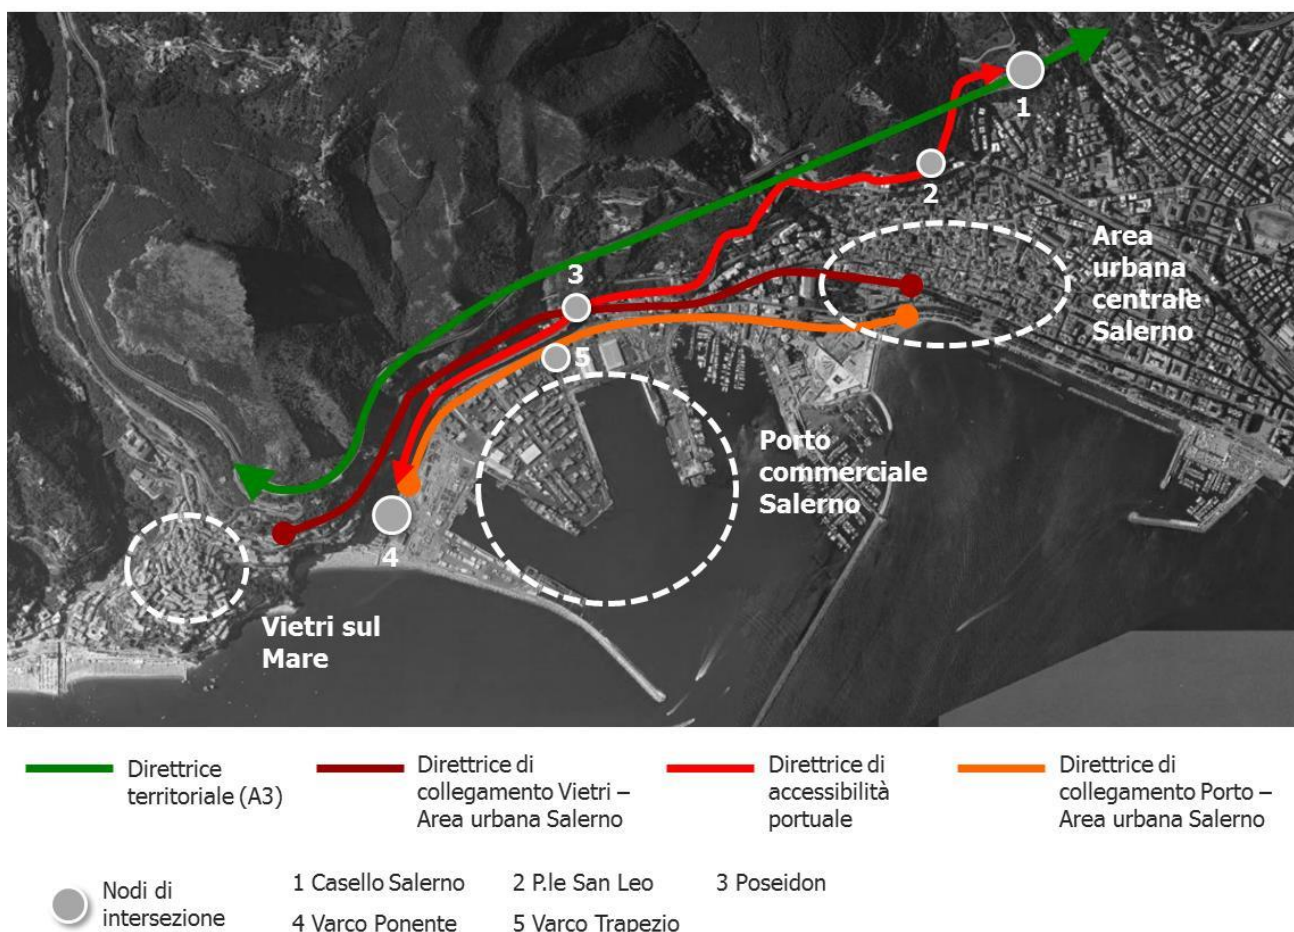 1
2
Area
urbana
centrale
Salerno
3
5
Porto
commerciale
Salerno
4
Vietri sul
Mare
Direttrice
territoriale (A3)
Direttrice di
collegamento Vietri –
Area urbana Salerno
Direttrice di
accessibilità
portuale
Direttrice di
collegamento Porto –
Area urbana Salerno
Nodi di
intersezione
1 Casello Salerno
2 P.le San Leo
3 Poseidon
4 Varco Ponente
5 Varco Trapezio